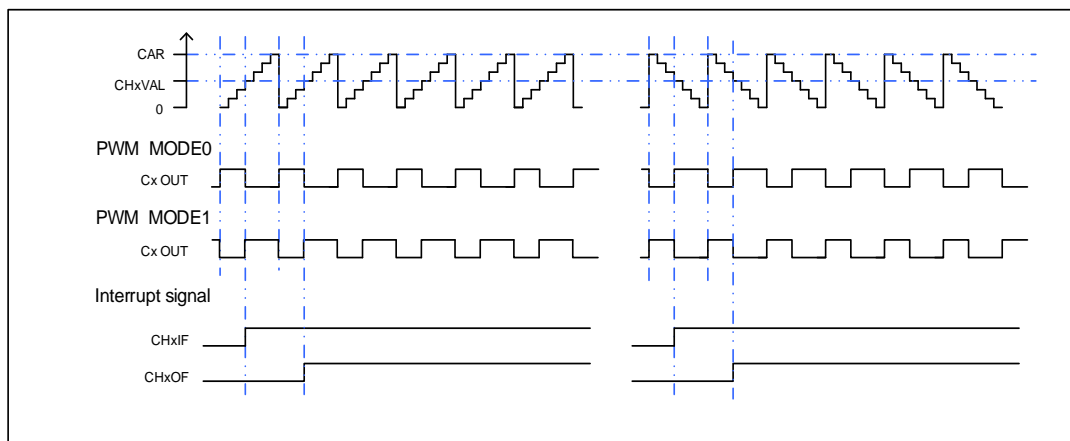 CAR
CHxVAL
0
PWM MODE0
Cx OUT
PWM MODE1
Cx OUT
Interrupt signal
CHxIF
CHxOF